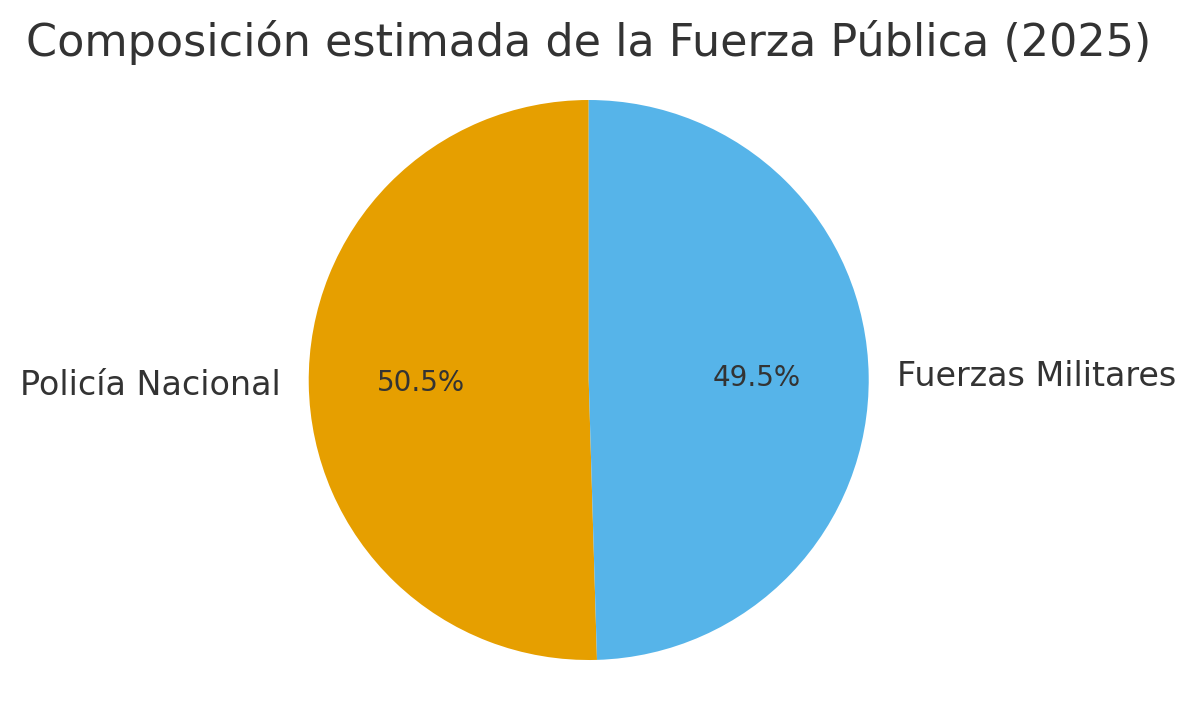 Composición estimada de la Fuerza Pública (2025)
Policía Nacional
50.5%
49.5%
Fuerzas Militares